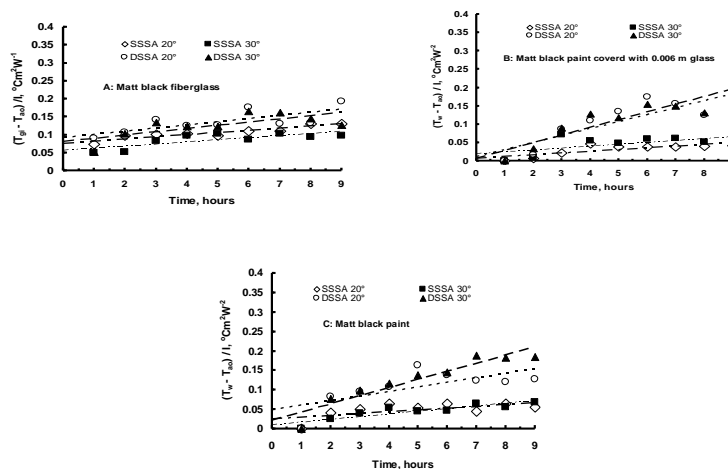 (Tgl - Tao) / I, °Cm²W⁻¹
0.4
0.35
0.3
0.25
0.2
0.15
0.1
0.05
0
SSSA 20° SSSA 30°
DSSA 20° DSSA 30°
A: Matt black fiberglass
0 1 2 3 4 5 6 7 8 9
Time, hours
(Tw - Tao) / I, °Cm²W⁻²
0.4
0.35
0.3
0.25
0.2
0.15
0.1
0.05
0
SSSA 20° SSSA 30°
DSSA 20° DSSA 30°
B: Matt black paint coverd with 0.006 m glass
0 1 2 3 4 5 6 7 8
Time, hours
(Tw - Tao) / I, °Cm²W⁻²
0.4
0.35
0.3
0.25
0.2
0.15
0.1
0.05
0
SSSA 20° SSSA 30°
DSSA 20° DSSA 30°
C: Matt black paint
0 1 2 3 4 5 6 7 8 9
Time, hours